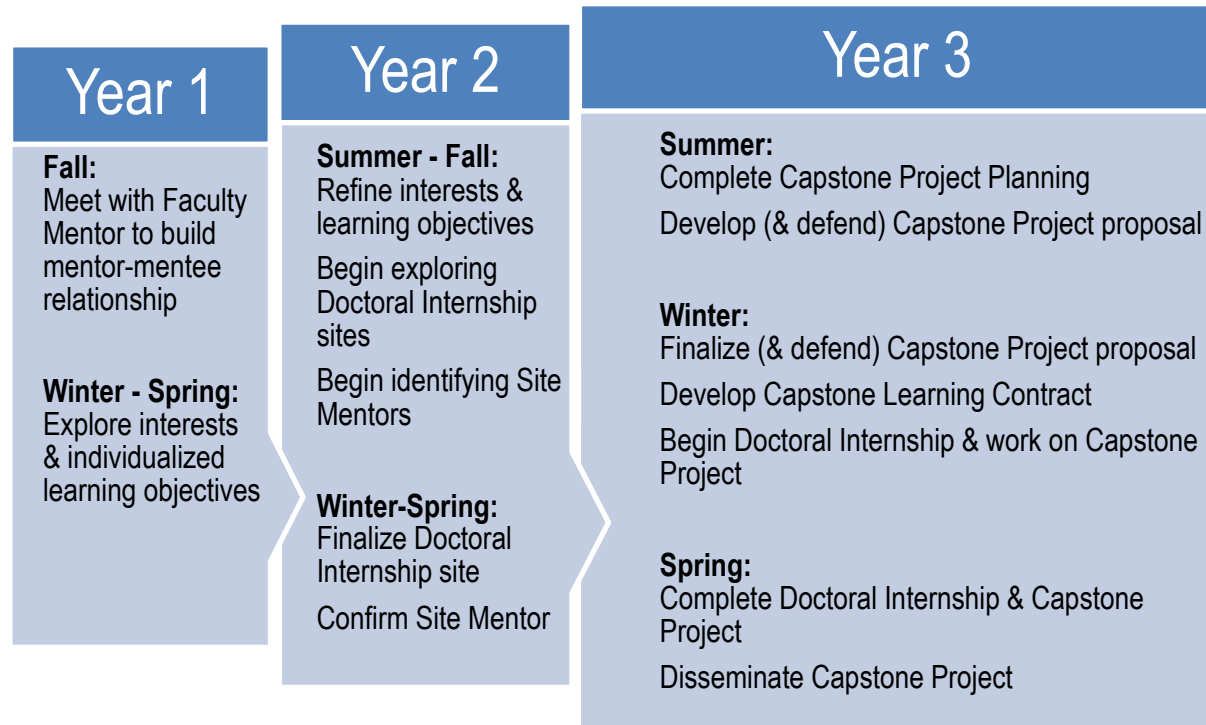 Year 1
Fall:
Meet with Faculty
Mentor to build
mentor-mentee
relationship
Winter - Spring:
Explore interests
& individualized
learning objectives
Year 2
Summer - Fall:
Refine interests &
learning objectives
Begin exploring
Doctoral Internship
sites
Begin identifying Site
Mentors
Winter-Spring:
Finalize Doctoral
Internship site
Confirm Site Mentor
Year 3
Summer:
Complete Capstone Project Planning
Develop (& defend) Capstone Project proposal
Winter:
Finalize (& defend) Capstone Project proposal
Develop Capstone Learning Contract
Begin Doctoral Internship & work on Capstone
Project
Spring:
Complete Doctoral Internship & Capstone
Project
Disseminate Capstone Project